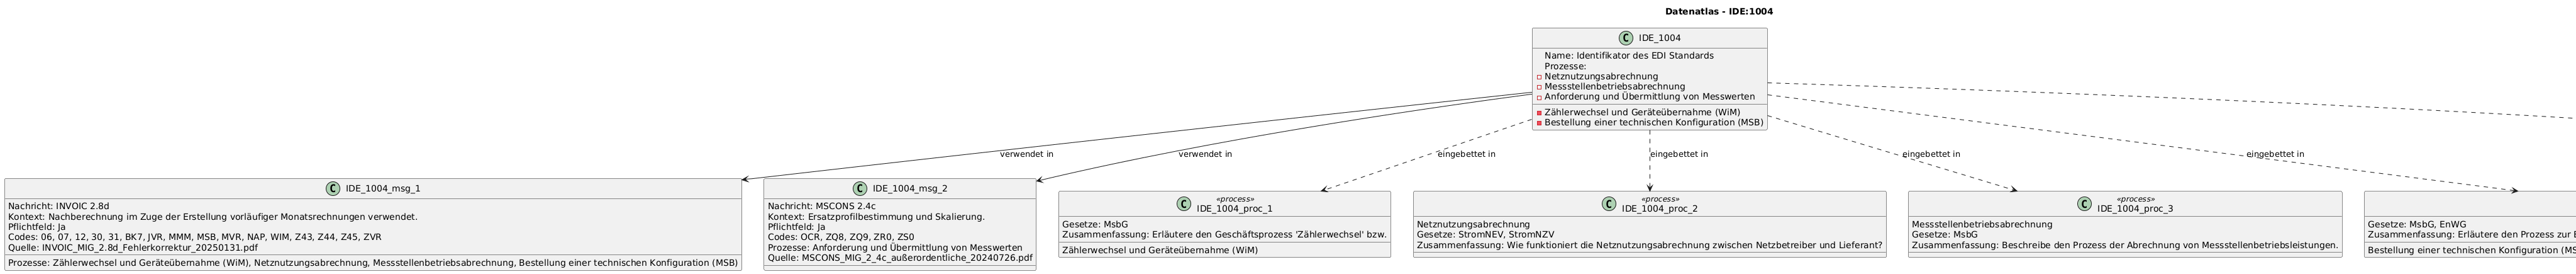 Datenatlas - IDE:1004
C IDE_1004
Name: Identifikator des EDI Standards
Prozesse:
Netznutzungsabrechnung
Messstellenbetriebsabrechnung
Anforderung und Übermittlung von Messwerten
Zählerwechsel und Geräteübernahme (WiM)
Bestellung einer technischen Konfiguration (MSB)
verwendet in
verwendet in
eingebettet in
eingebettet in
eingebettet in
eingebettet in
C IDE_1004_msg_1
Nachricht: INVOIC 2.8d
Kontext: Nachberechnung im Zuge der Erstellung vorläufiger Monatsrechnungen verwendet.
Pflichtfeld: Ja
Codes: 06, 07, 12, 30, 31, BK7, JVR, MMM, MSB, MVR, NAP, WIM, Z43, Z44, Z45, ZVR
Quelle: INVOIC_MIG_2.8d_Fehlerkorrektur_20250131.pdf
Prozesse: Zählerwechsel und Geräteübernahme (WiM), Netznutzungsabrechnung, Messstellenbetriebsabrechnung, Bestellung einer technischen Konfiguration (MSB)
C IDE_1004_msg_2
Nachricht: MSCONS 2.4c
Kontext: Ersatzprofilbestimmung und Skalierung.
Pflichtfeld: Ja
Codes: OCR, ZQ8, ZQ9, ZR0, ZS0
Prozesse: Anforderung und Übermittlung von Messwerten
Quelle: MSCONS_MIG_2_4c_außerordentliche_20240726.pdf
C «process»
IDE_1004_proc_1
Gesetze: MsbG
Zusammenfassung: Erläutere den Geschäftsprozess 'Zählerwechsel' bzw.
Zählerwechsel und Geräteübernahme (WiM)
C «process»
IDE_1004_proc_2
Netznutzungsabrechnung
Gesetze: StromNEV, StromNZV
Zusammenfassung: Wie funktioniert die Netznutzungsabrechnung zwischen Netzbetreiber und Lieferant?
C «process»
IDE_1004_proc_3
Messstellenbetriebsabrechnung
Gesetze: MsbG
Zusammenfassung: Beschreibe den Prozess der Abrechnung von Messstellenbetriebsleistungen.
Gesetze: MsbG, EnWG
Zusammenfassung: Erläutere den Prozess zur
Bestellung einer technischen Konfiguration